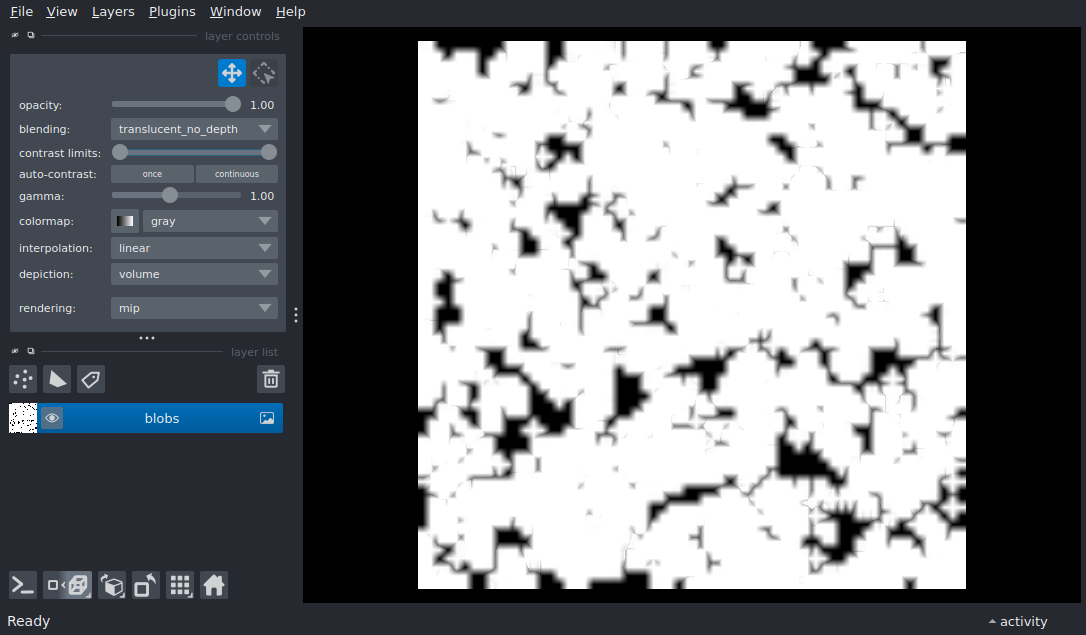 File View Layers Plugins Window Help
layer controls
opacity: 1.00
blending: translucent_no_depth
contrast limits:
auto-contrast: once continuous
gamma: 1.00
colormap: gray
interpolation: linear
depiction: volume
rendering: mip
layer list
blobs
Ready activity